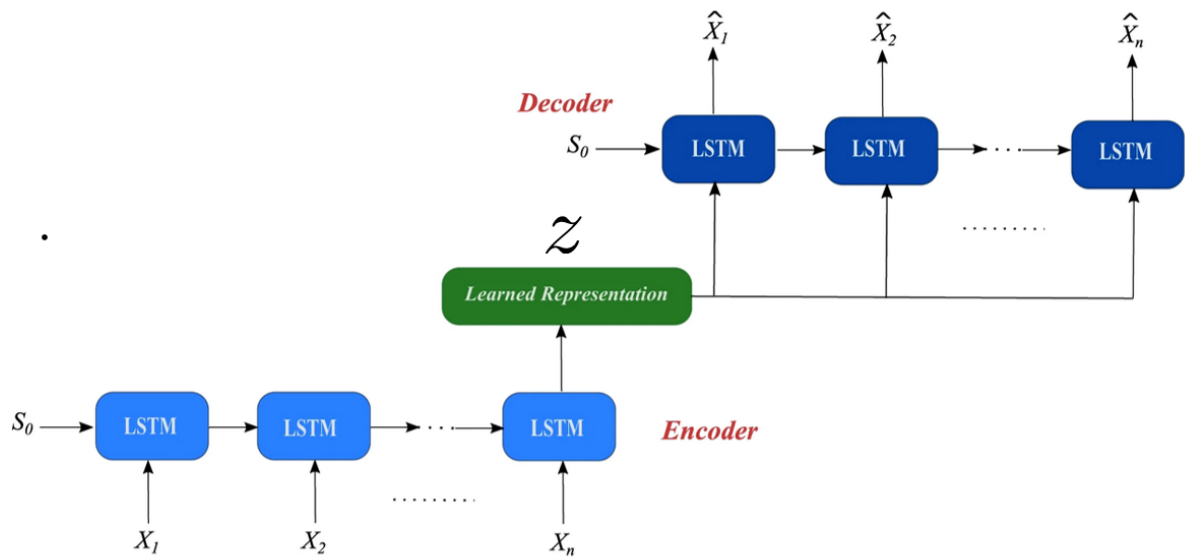 X̂₁ X̂₂ X̂ₙ
Decoder
S₀ LSTM LSTM ... LSTM
.........
z
Learned Representation
S₀ LSTM LSTM ... LSTM Encoder
.........
X₁ X₂ Xₙ